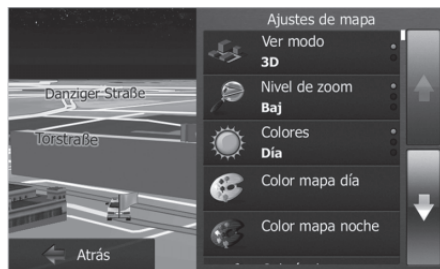 Ajustes de mapa
Ver modo
3D
Nivel de zoom
Baj
Colores
Día
Color mapa día
Color mapa noche
Danziger Straße
Torstraße
Atrás